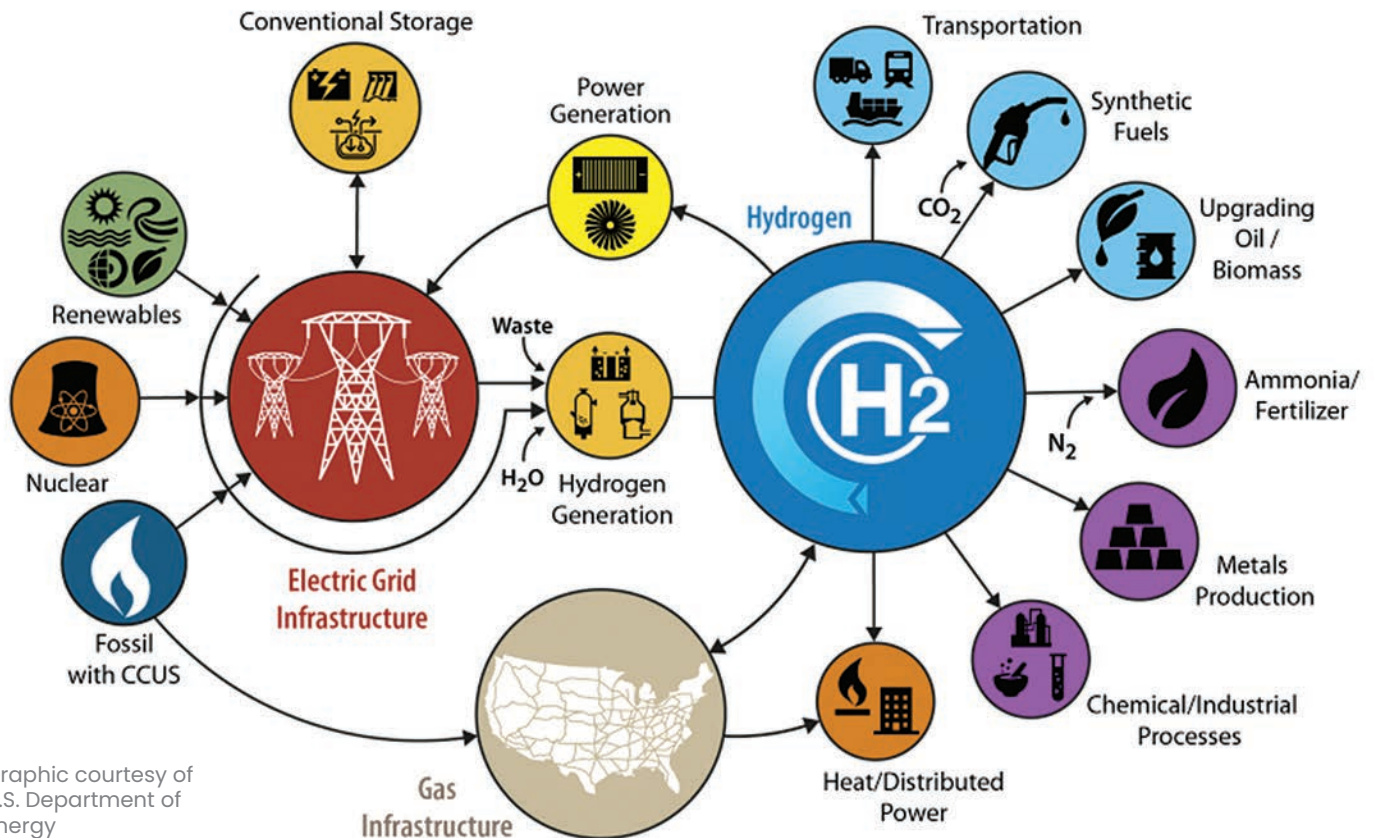 Conventional Storage
Transportation
Power
Generation
Synthetic
Fuels
CO2
Hydrogen
Upgrading
Oil /
Biomass
Renewables
Waste
H2
Ammonia/
Fertilizer
N2
Nuclear
H2O
Hydrogen
Generation
Electric Grid
Infrastructure
Metals
Production
Fossil
with CCUS
Chemical/Industrial
Processes
Heat/Distributed
Power
Gas
Infrastructure
raphic courtesy of
.S. Department of
nergy